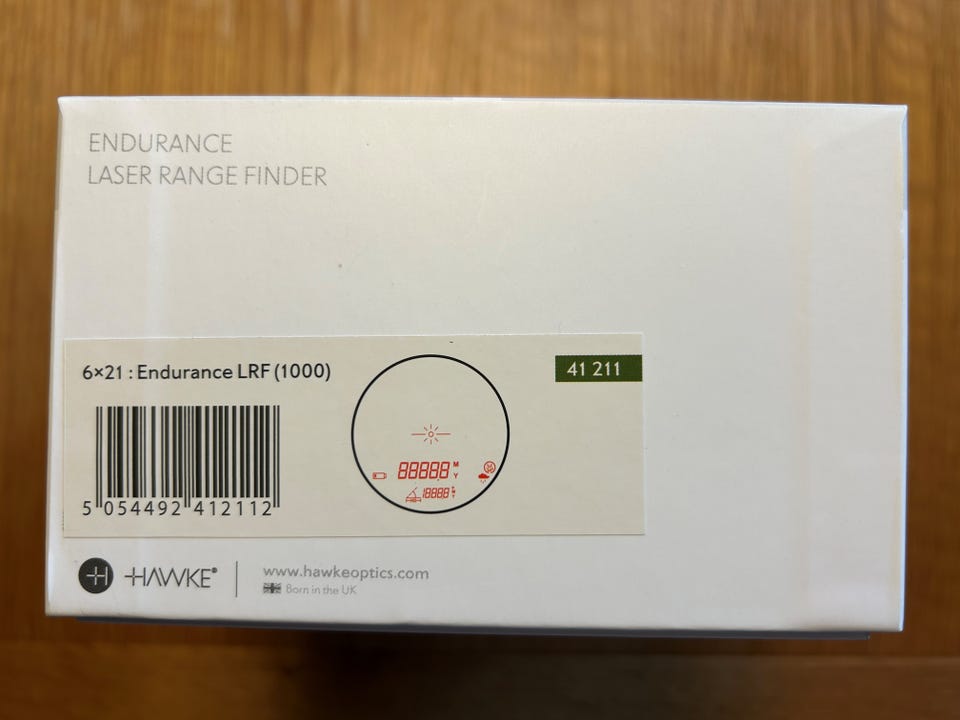 ENDURANCE
LASER RANGE FINDER
6×21 : Endurance LRF (1000)
41 211
88888 M
Y
5 054492 412112
HAWKE®
www.hawkeoptics.com
Born in the UK